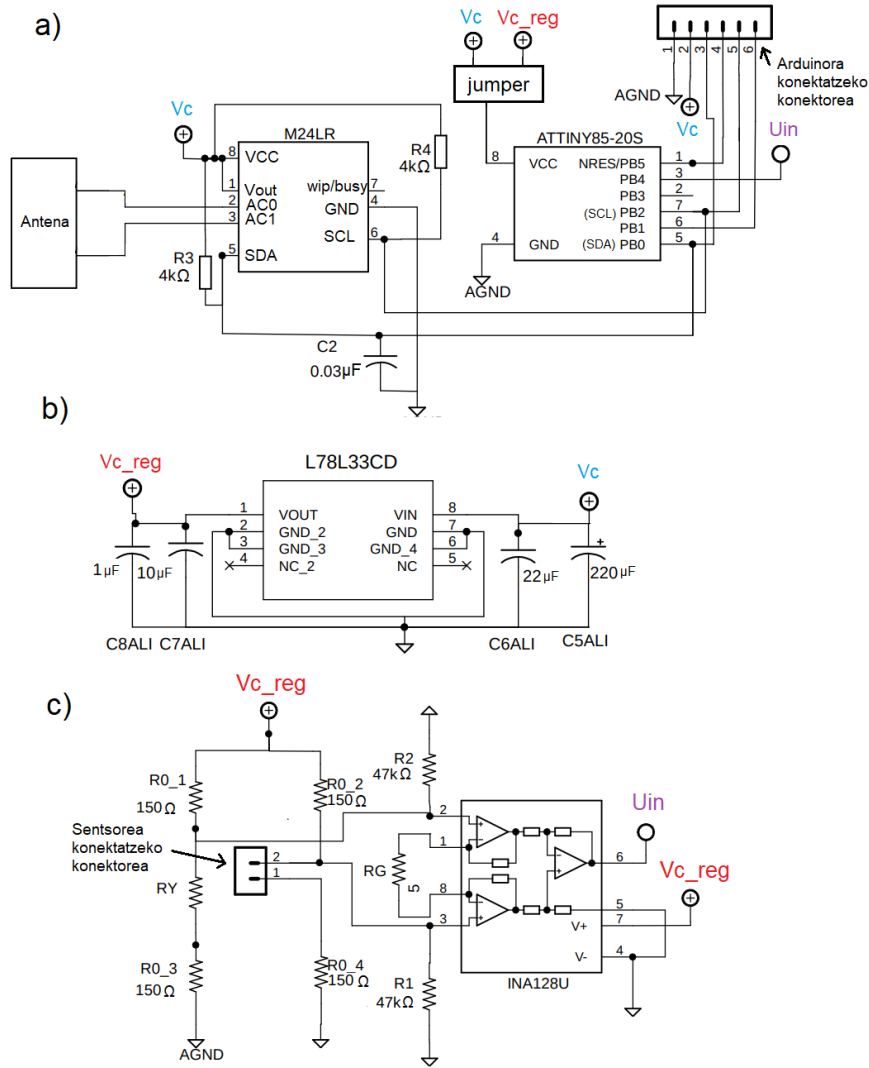 a)
Vc
Vc_reg
jumper
1
2
3
4
5
6
Arduinora
konektatzeko
konektorea
AGND
Vc
Uin
Vc
M24LR
8
VCC
1
Vout
2
AC0
3
AC1
5
SDA
wip/busy
7
GND
4
SCL
6
R4
4kΩ
R3
4kΩ
Antena
ATTINY85-20S
8
VCC
NRES/PB5
1
PB4
3
PB3
2
(SCL)
PB2
7
PB1
6
(SDA)
PB0
5
4
GND
AGND
C2
0.03µF
b)
Vc_reg
L78L33CD
Vc
1
VOUT
VIN
8
2
GND_2
GND
7
3
GND_3
GND_4
6
4
NC_2
NC
5
1µF
10µF
22µF
+
220µF
C8ALI
C7ALI
C6ALI
C5ALI
c)
Vc_reg
R0_1
150Ω
R0_2
150Ω
R2
47kΩ
Sentsorea
konektatzeko
konektorea
2
1
RY
RG
5
2
1
8
3
Uin
6
Vc_reg
5
7
V+
4
V-
INA128U
R0_3
150Ω
R0_4
150Ω
R1
47kΩ
AGND